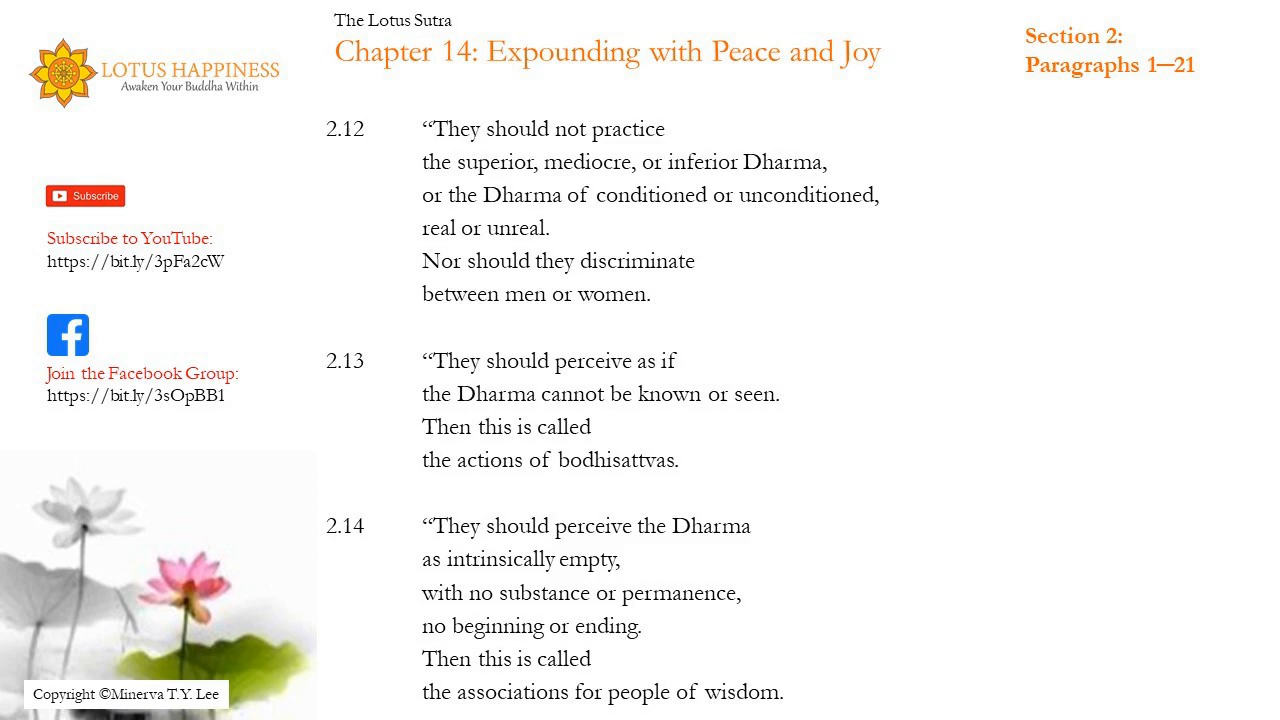 The Lotus Sutra
Chapter 14: Expounding with Peace and Joy
Section 2:
Paragraphs 1—21
LOTUS HAPPINESS
Awaken Your Buddha Within
Subscribe
Subscribe to YouTube:
https://bit.ly/3pFa2cW
Join the Facebook Group:
https://bit.ly/3sOpBB1
2.12 “They should not practice
the superior, mediocre, or inferior Dharma,
or the Dharma of conditioned or unconditioned,
real or unreal.
Nor should they discriminate
between men or women.
2.13 “They should perceive as if
the Dharma cannot be known or seen.
Then this is called
the actions of bodhisattvas.
2.14 “They should perceive the Dharma
as intrinsically empty,
with no substance or permanence,
no beginning or ending.
Then this is called
the associations for people of wisdom.
Copyright ©Minerva T.Y. Lee